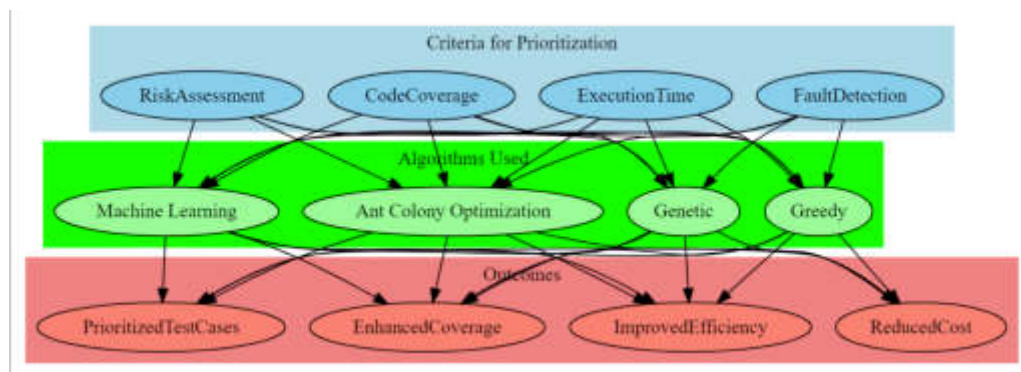 Criteria for Prioritization
RiskAssessment CodeCoverage ExecutionTime FaultDetection
Algorithms Used
Machine Learning Ant Colony Optimization Genetic Greedy
Outcomes
PrioritizedTestCases EnhancedCoverage ImprovedEfficiency ReducedCost